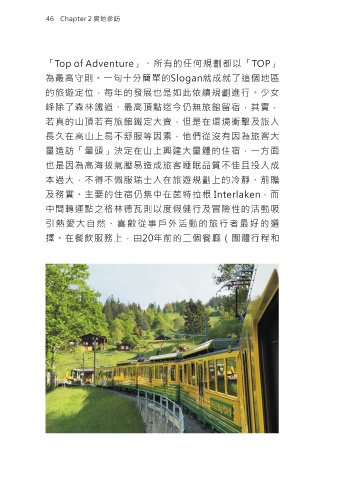 46 Chapter 2 實地參訪
「Top of Adventure」、所有的任何規劃都以「TOP」
為最高守則。一句十分簡單的Slogan就成就了這個地區
的旅遊定位，每年的發展也是如此依續規劃進行。少女
峰除了森林鐵道、最高頂點迄今仍無旅館留宿，其實，
若真的山頂若有旅館鐵定大賣，但是在環境衝擊及旅人
長久在高山上易不舒服等因素，他們從沒有因為旅客大
量造訪「暈頭」決定在山上興建大量體的住宿，一方面
也是因為高海拔氣壓易造成旅客睡眠品質不佳且投入成
本過大，不得不佩服瑞士人在旅遊規劃上的冷靜、前瞻
及務實。主要的住宿仍集中在茵特拉根 Interlaken，而
中間轉運點之格林德瓦則以度假健行及冒險性的活動吸
引熱愛大自然、喜歡從事戶外活動的旅行者最好的選
擇。在餐飲服務上，由20年前的二個餐廳（團體行程和